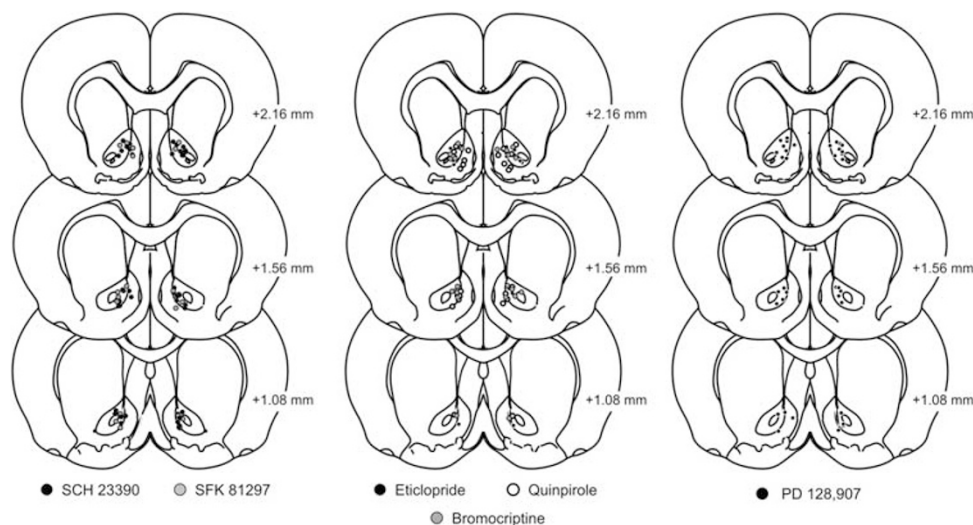 +2.16 mm
+2.16 mm
+2.16 mm
+1.56 mm
+1.56 mm
+1.56 mm
+1.08 mm
+1.08 mm
+1.08 mm
SCH 23390 SFK 81297 Eticlopride Quinpirole PD 128,907
Bromocriptine